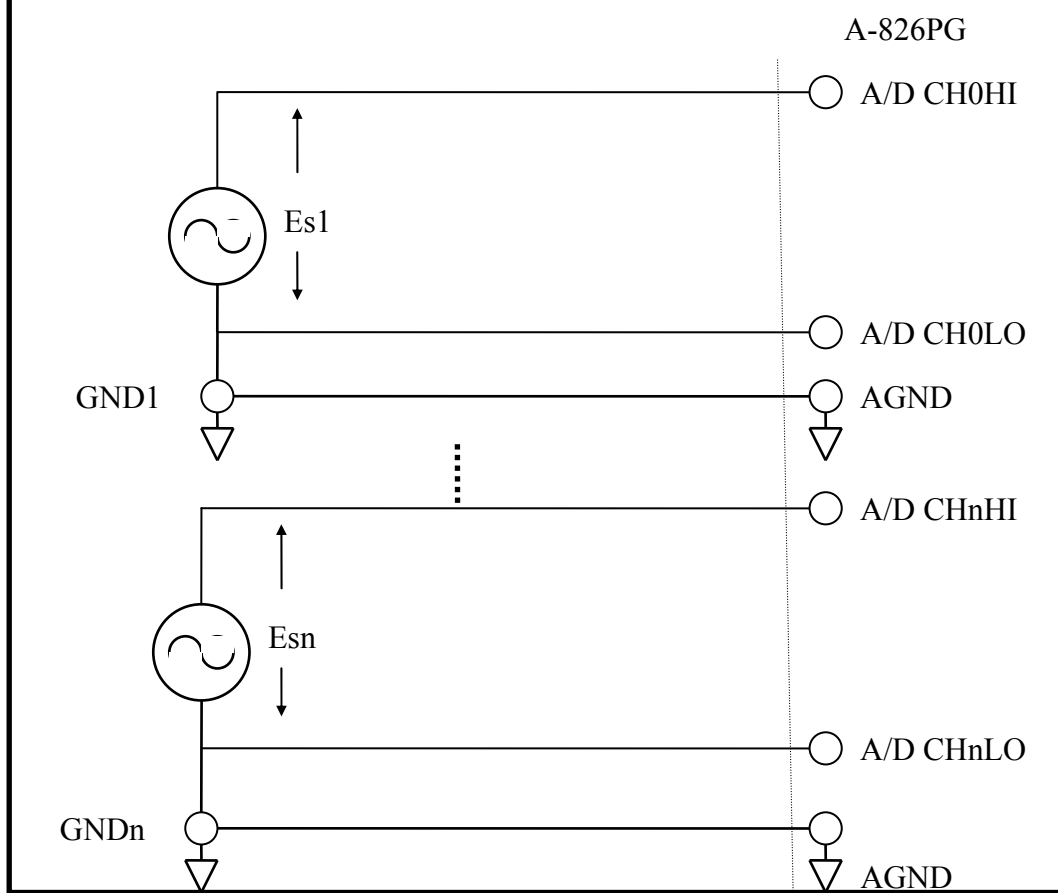 A-826PG
A/D CH0HI
Es1
A/D CH0LO
GND1
AGND
A/D CHnHI
Esn
A/D CHnLO
GNDn
AGND